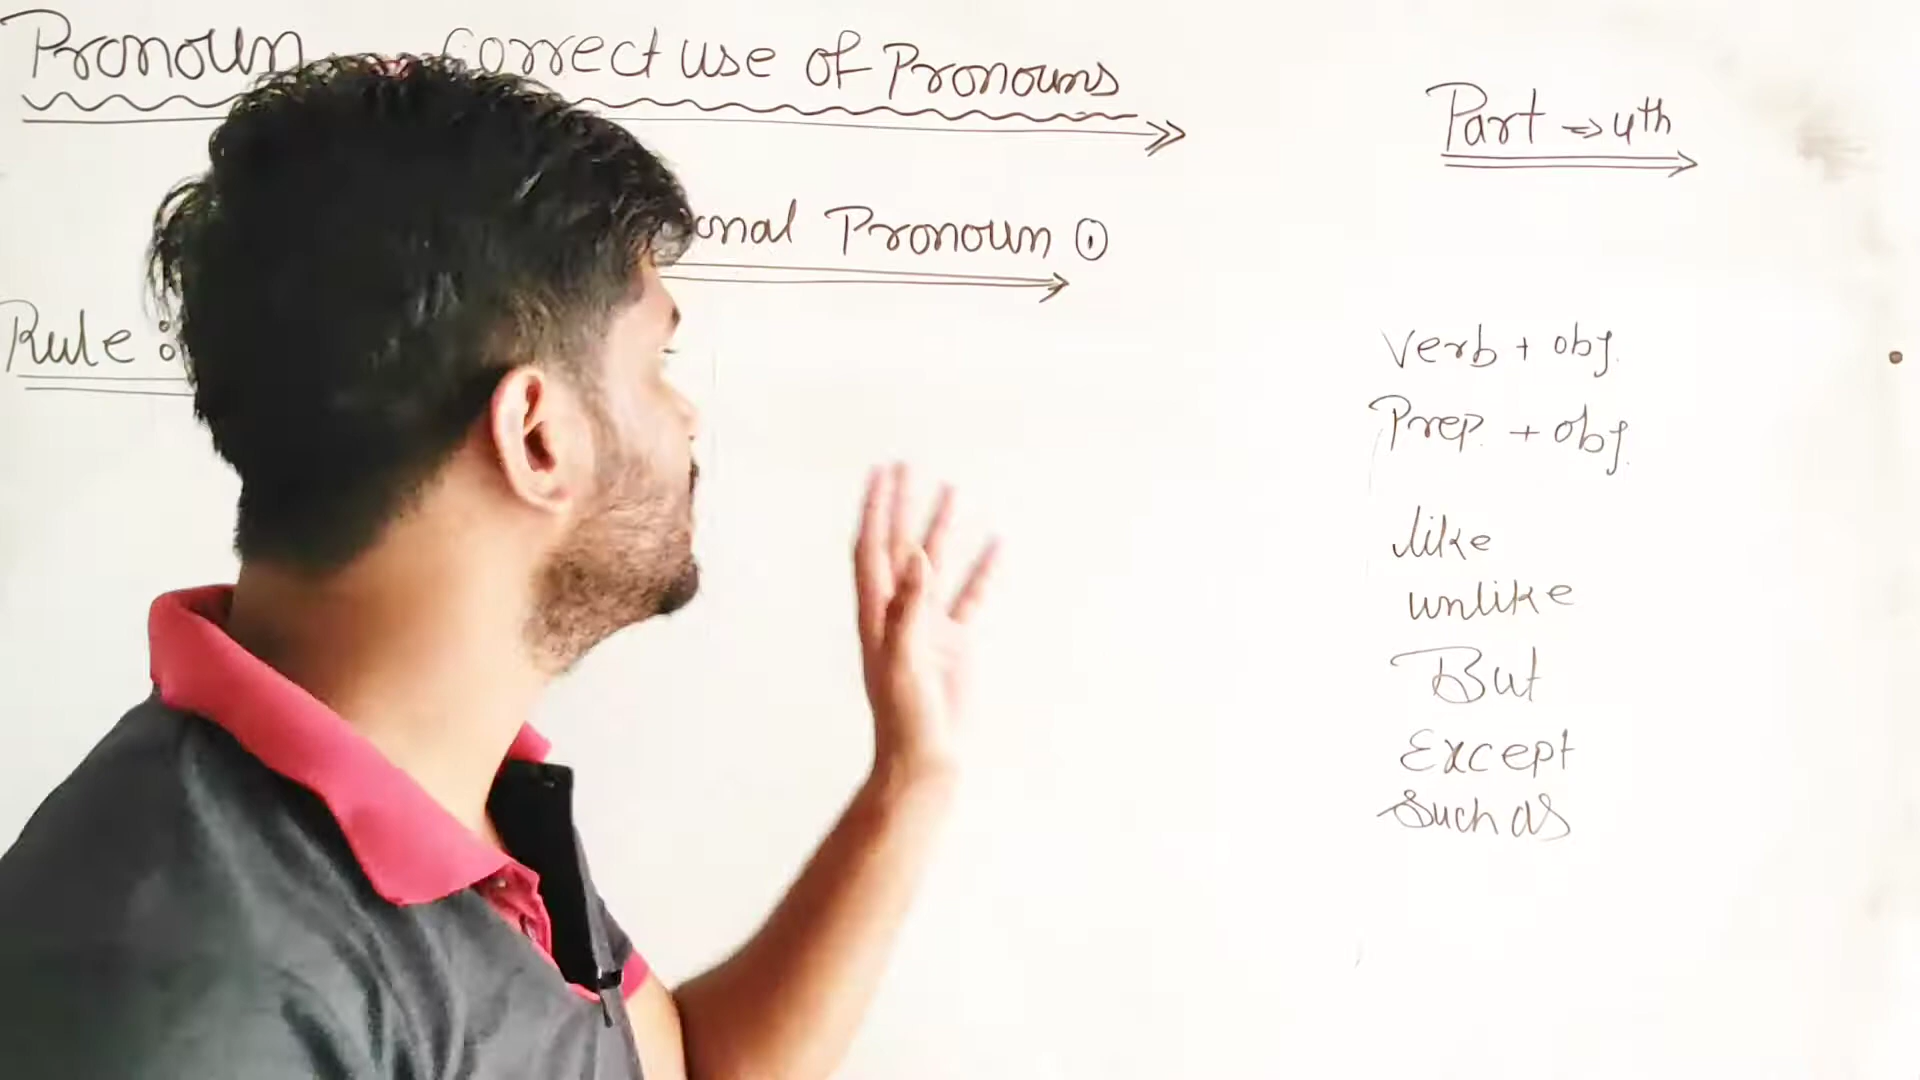 Pronoun Correct use of Pronouns
Part → 4th
onal Pronoun ①
Rule :
Verb + obj.
Prep. + obj.
like
unlike
But
Except
Such as